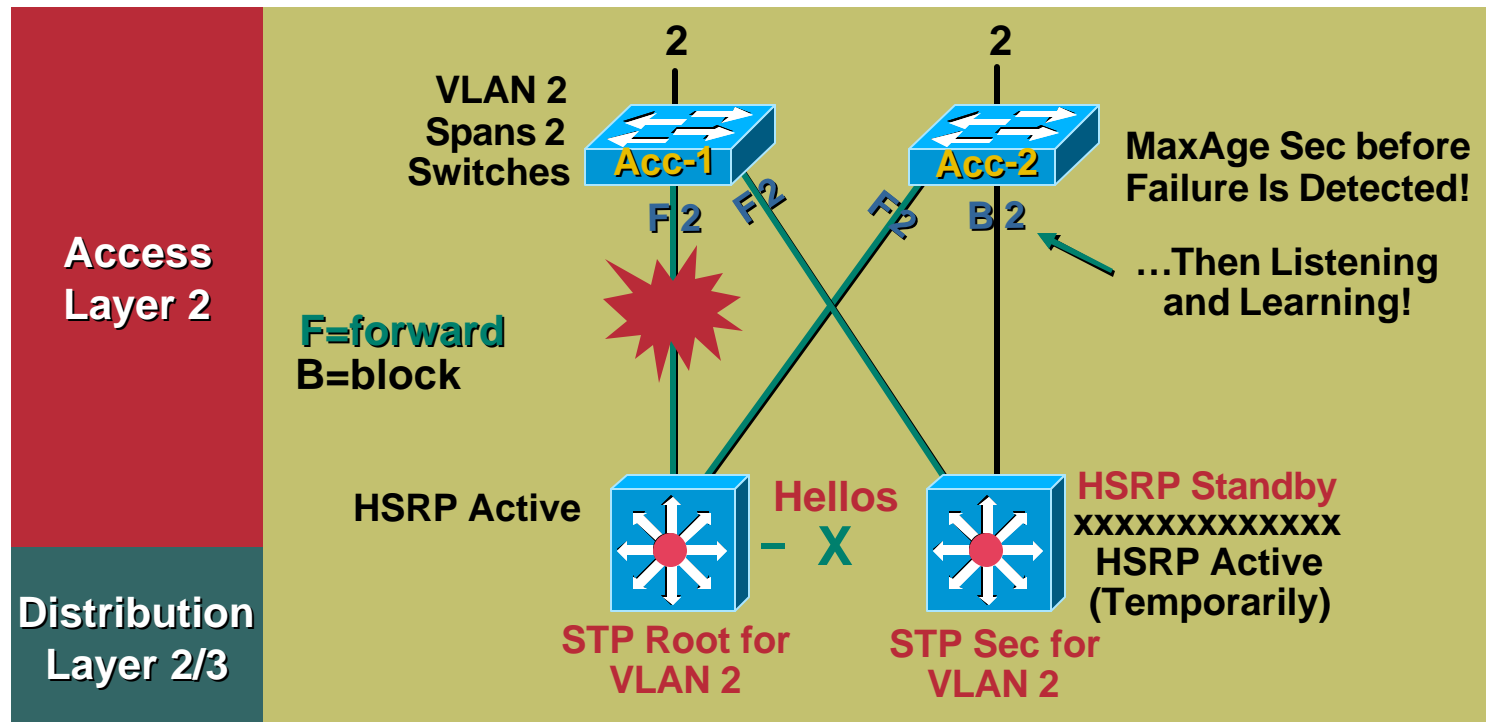 Access
Layer 2
Distribution
Layer 2/3
2
2
VLAN 2
Spans 2
Switches
Acc-1
Acc-2
MaxAge Sec before
Failure Is Detected!
F 2
F 2
F 2
B 2
…Then Listening
and Learning!
F=forward
B=block
HSRP Active
Hellos
– X
HSRP Standby
xxxxxxxxxxxxx
HSRP Active
(Temporarily)
STP Root for
VLAN 2
STP Sec for
VLAN 2